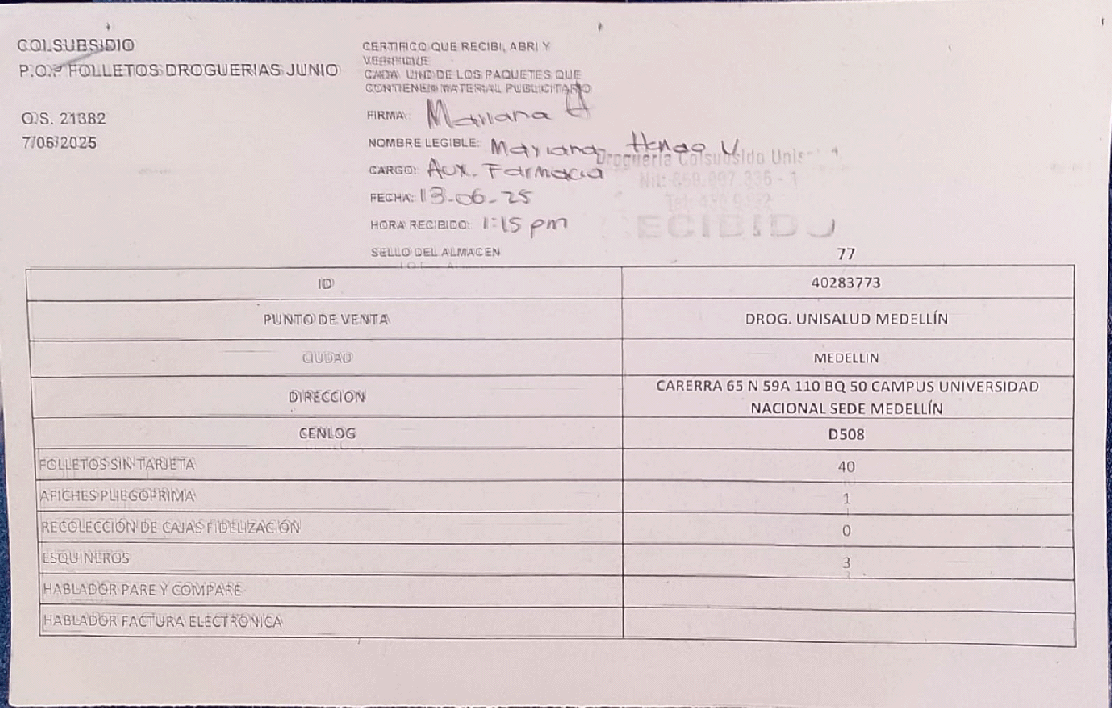 COLSUBSIDIO
P.O.P FOLLETOS DROGUERIAS JUNIO
O.S. 21882
7/06/2025
CERTIFICO QUE RECIBI, ABRI Y
VERIFIQUE
CADA UNO DE LOS PAQUETES QUE
CONTIENEN MATERIAL PUBLICITARIO
FIRMA: Mariana H
NOMBRE LEGIBLE: Mariana Henao V
CARGO: Aux. Farmacia
FECHA: 13-06-25
HORA RECIBIDO: 1:15 pm
SELLO DEL ALMACEN
Droguería Colsubsidio
Nit:
RECIBIDO
77
ID 40283773
PUNTO DE VENTA DROG. UNISALUD MEDELLÍN
CIUDAD MEDELLIN
DIRECCION CARERRA 65 N 59A 110 BQ 50 CAMPUS UNIVERSIDAD
NACIONAL SEDE MEDELLÍN
CENLOG D508
FOLLETOS SIN TARJETA 40
AFICHES PLIEGO PRIMA 1
RECOLECCIÓN DE CAJAS FIDELIZACIÓN 0
ESQUINEROS 3
HABLADOR PARE Y COMPARE
HABLADOR FACTURA ELECTRONICA